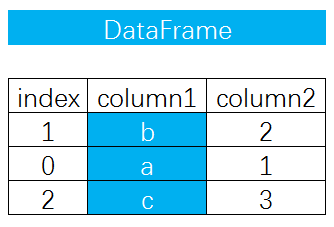 DataFrame
index column1 column2
1 b 2
0 a 1
2 c 3